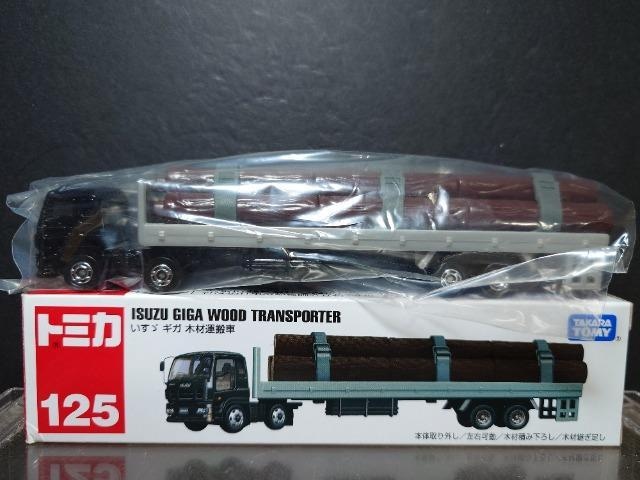 トミカ
125
ISUZU GIGA WOOD TRANSPORTER
いすゞ ギガ 木材運搬車
TAKARA TOMY
本体取り外し／左右可動／木材積み下ろし／木材継ぎ足し